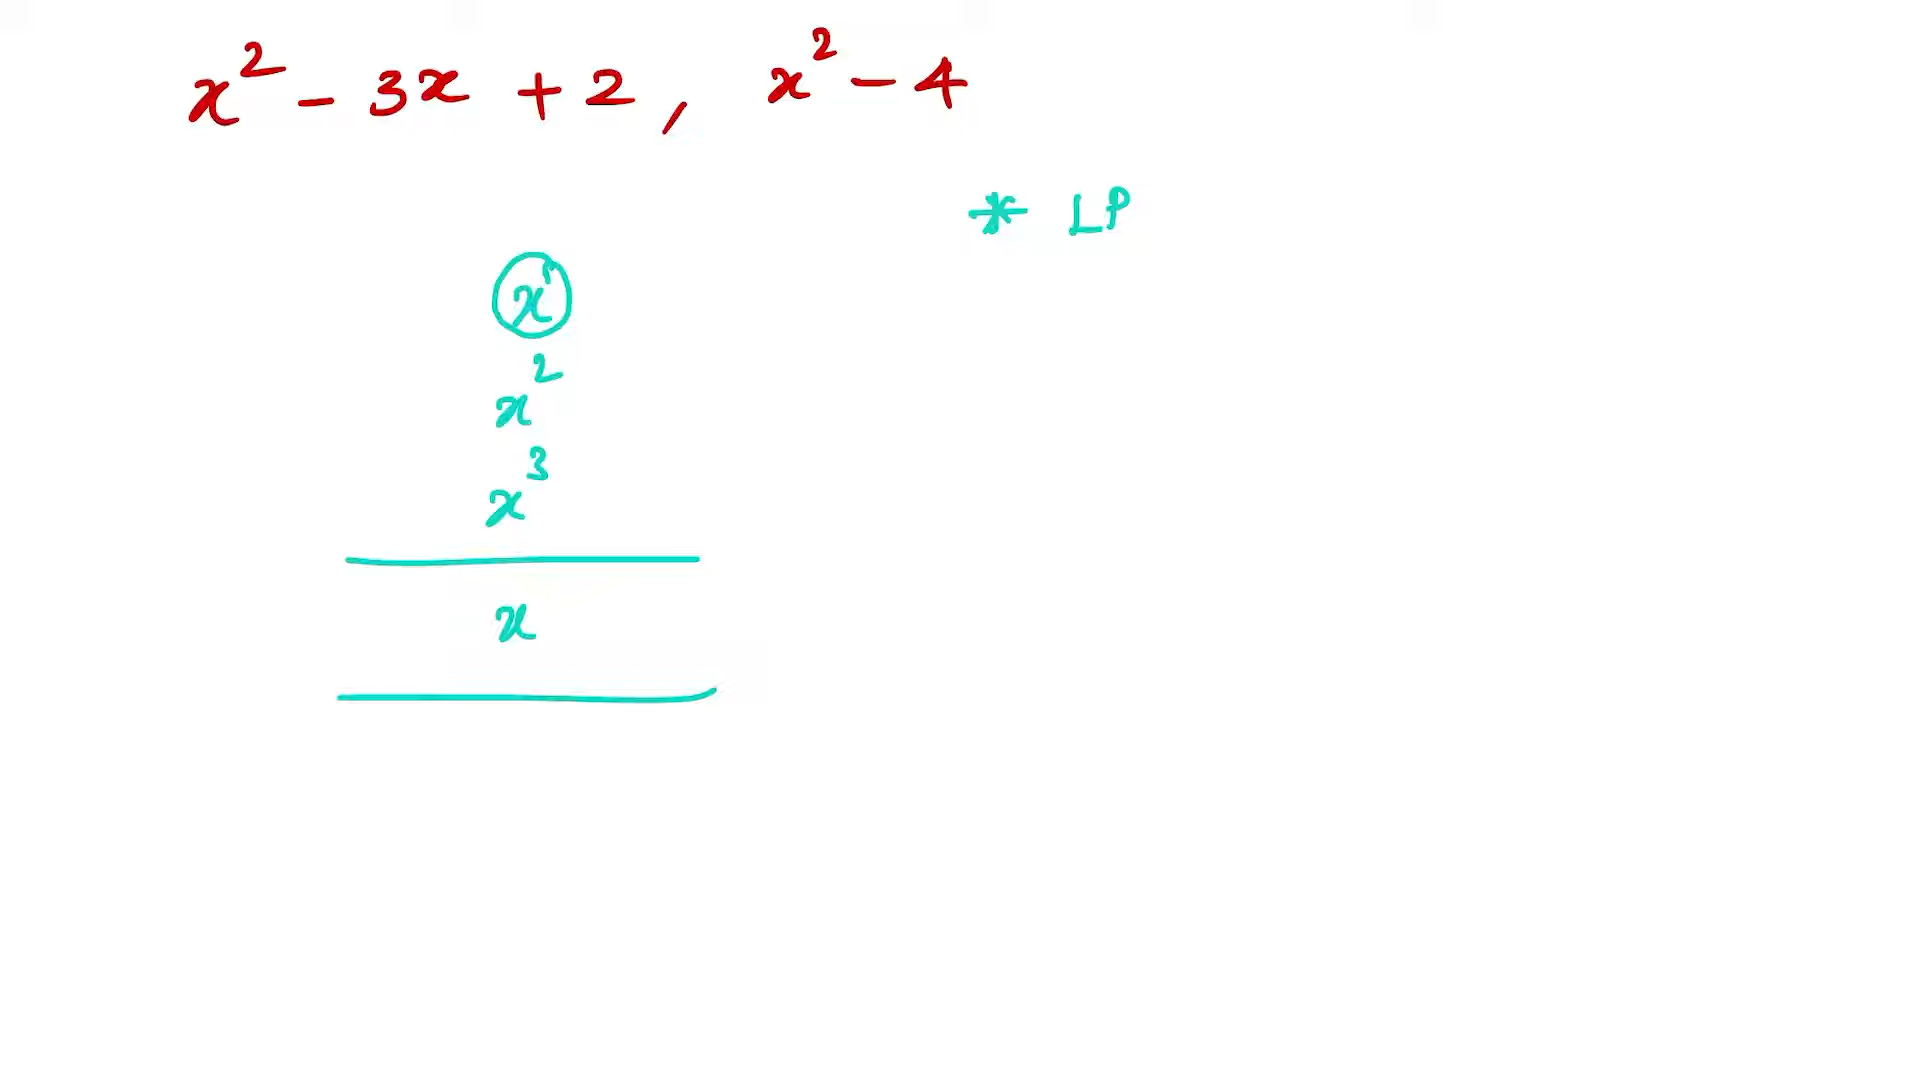 x² - 3x + 2, x² - 4
* LP
x¹
x²
x³
x